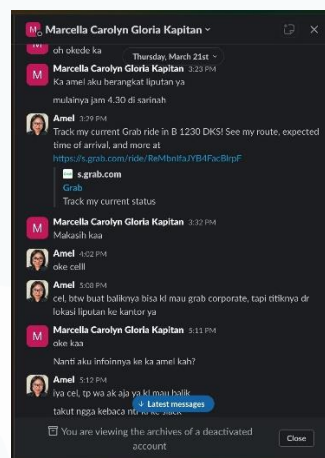 Marcella Carolyn Gloria Kapitan
oh okede ka
Thursday, March 21st
Marcella Carolyn Gloria Kapitan 3:23 PM
Ka amel aku berangkat liputan ya
mulainya jam 4.30 di sarinah
Amel 3:29 PM
Track my current Grab ride in B 1230 DKS! See my route, expected
time of arrival, and more at
https://s.grab.com/ride/ReMbnlfaJYB4FacBirpF
s.grab.com
Grab
Track my current status
M
Marcella Carolyn Gloria Kapitan 3:32 PM
Makasih kaa
Amel 4:02 PM
oke celll
Amel 5:08 PM
cel, btw buat baliknya bisa kl mau grab corporate, tapi titiknya dr
lokasi liputan ke kantor ya
M
Marcella Carolyn Gloria Kapitan 5:11 PM
oke kaa
Nanti aku infoinnya ke ka amel kah?
Amel 5:12 PM
iya cel, tp wa ak aja ya kl mau balik
takut ngga kebaca
Latest messages
You are viewing the archives of a deactivated
account
Close